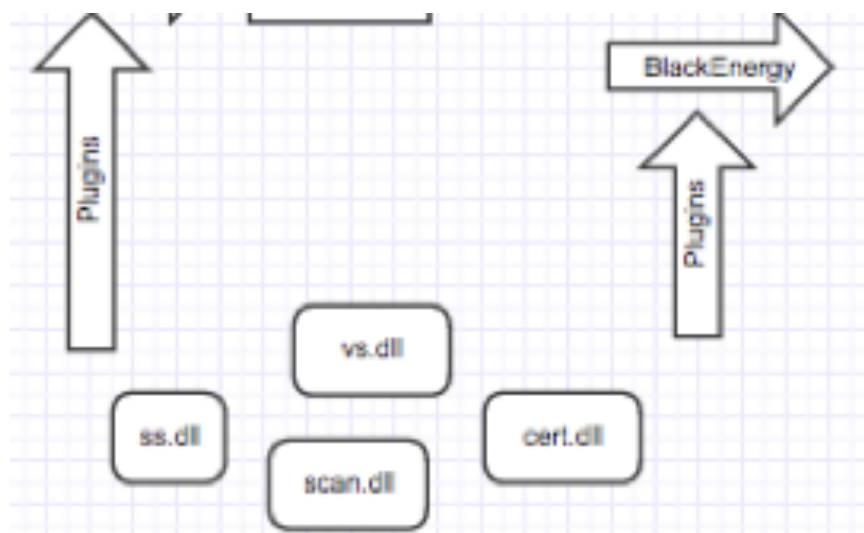 BlackEnergy
Plugins
Plugins
vs.dll
ss.dll
cert.dll
scan.dll